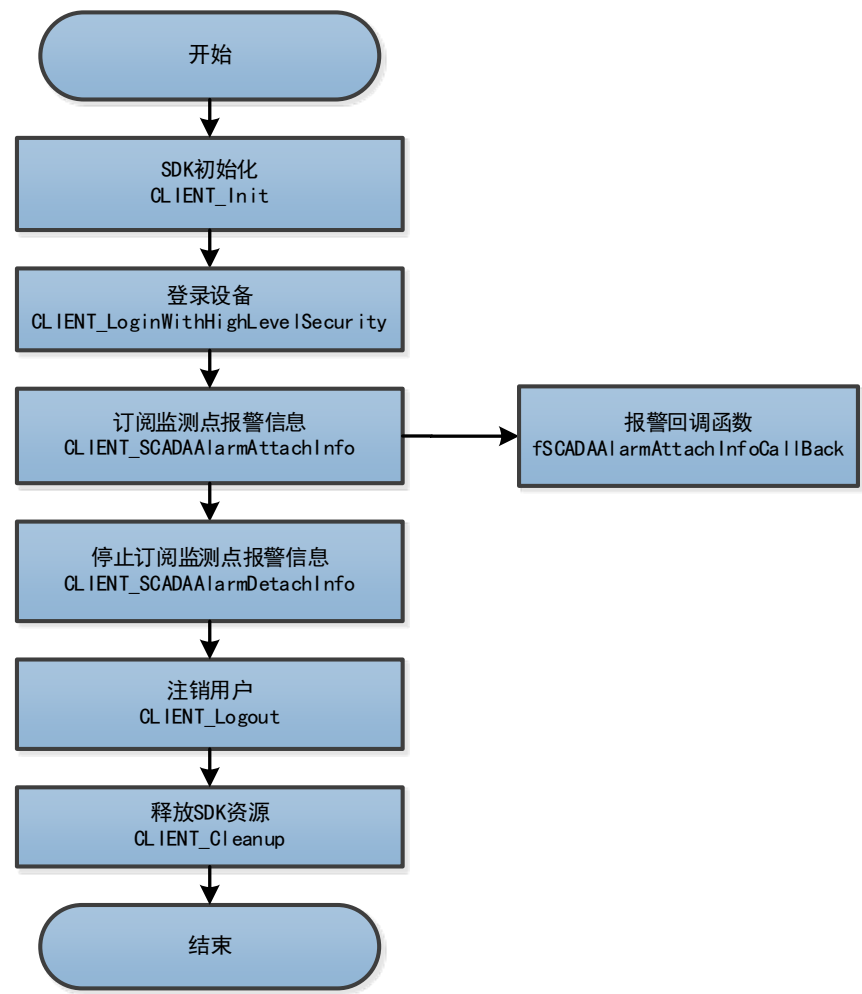 开始
SDK初始化
CLIENT_Init
登录设备
CLIENT_LoginWithHighLevelSecurity
订阅监测点报警信息
CLIENT_SCADAAlarmAttachInfo
报警回调函数
fSCADAAlarmAttachInfoCallBack
停止订阅监测点报警信息
CLIENT_SCADAAlarmDetachInfo
注销用户
CLIENT_Logout
释放SDK资源
CLIENT_Cleanup
结束